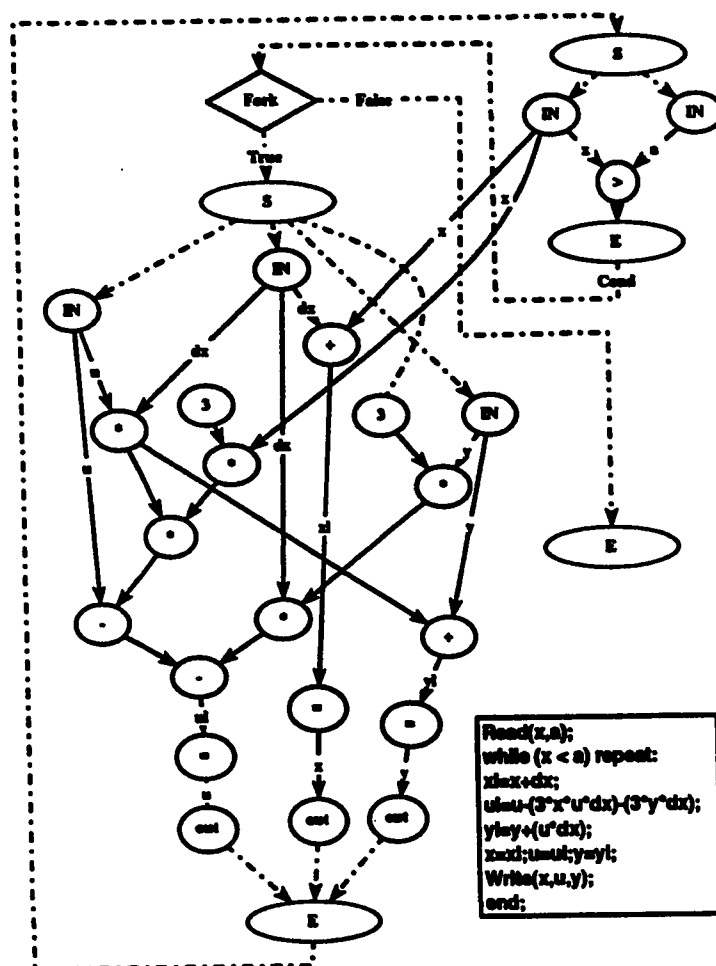 S
Fork
False
IN
IN
x
a
True
>
S
x
x
E
IN
Cond
IN
dx
+
dx
u
3
3
IN
*
*
dx
u
*
y
*
xl
y
E
-
*
+
-
ul
yl
=
=
=
u
x
y
out
out
out
E
Read(x,a);
while (x < a) repeat:
xl=x+dx;
ul=u-(3*x*u*dx)-(3*y*dx);
yl=y+(u*dx);
x=xl;u=ul;y=yl;
Write(x,u,y);
end;